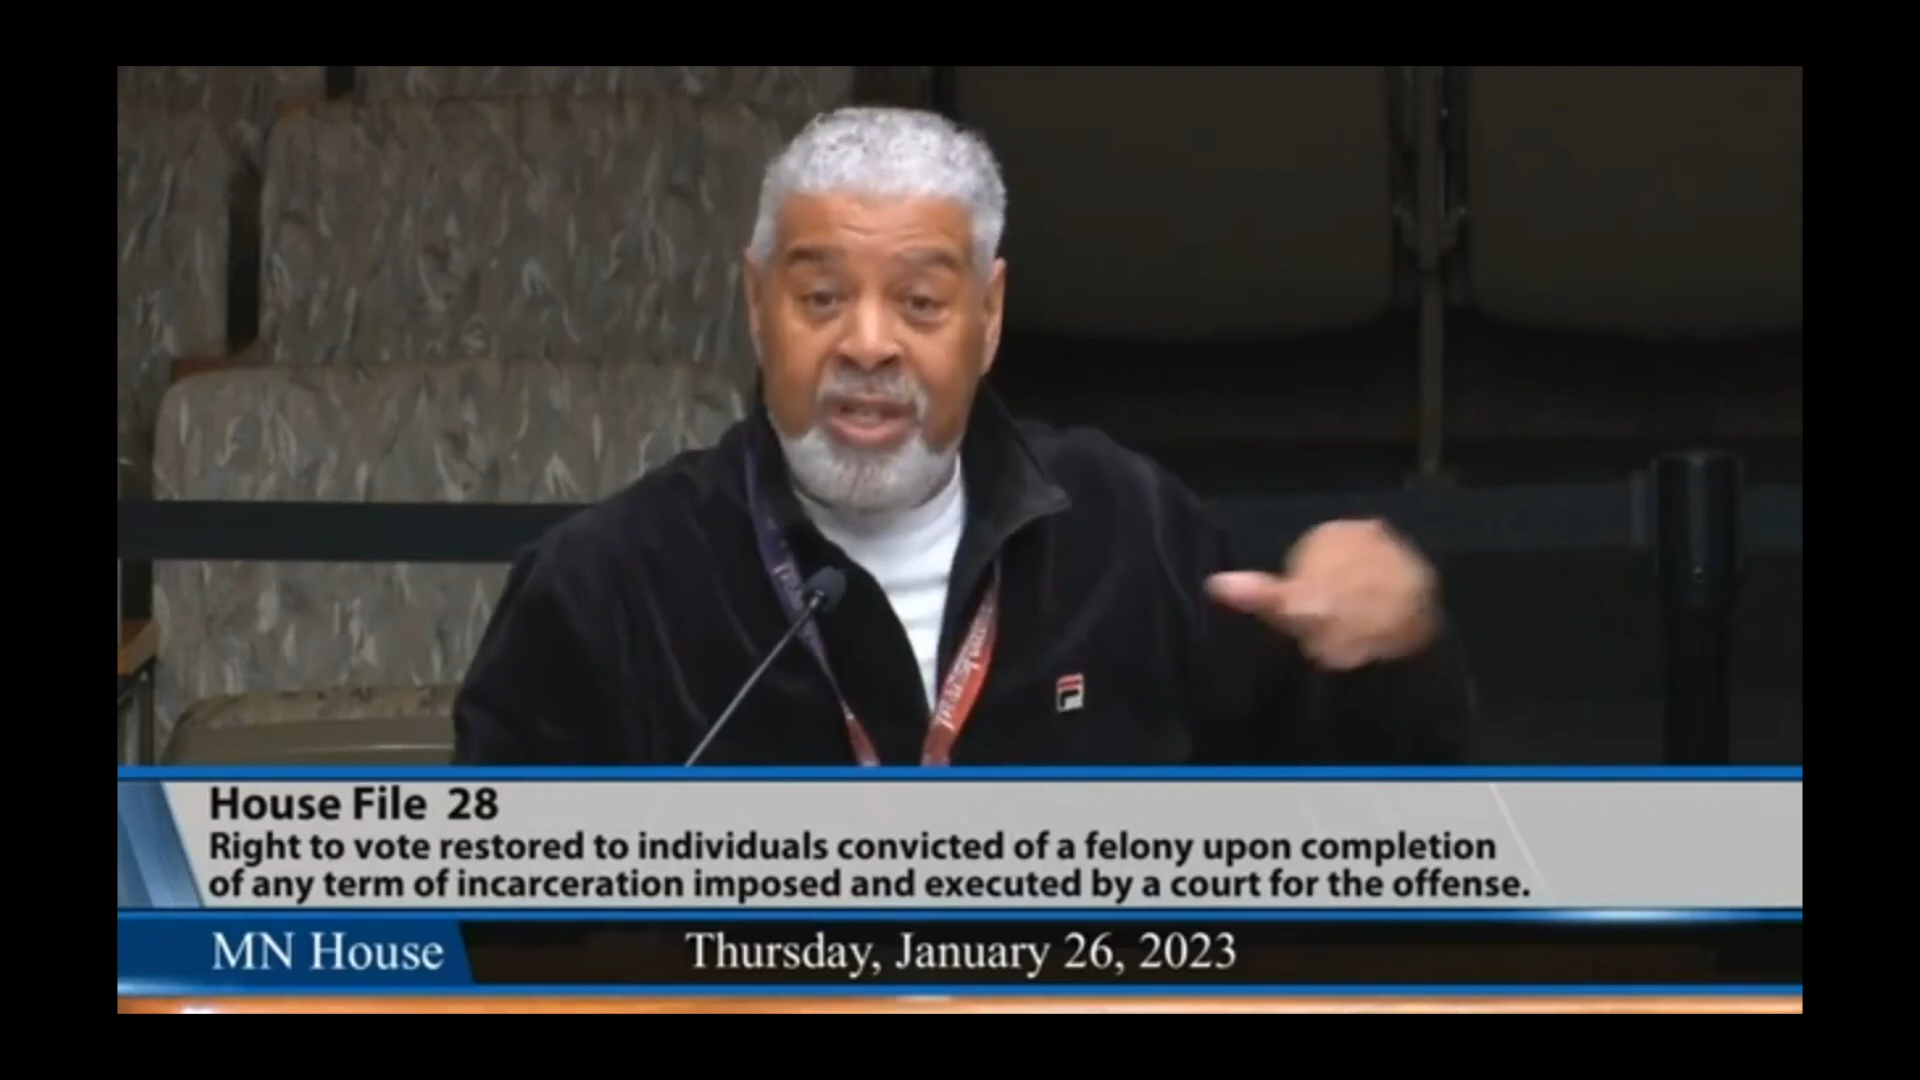 House File 28
Right to vote restored to individuals convicted of a felony upon completion
of any term of incarceration imposed and executed by a court for the offense.
MN House
Thursday, January 26, 2023